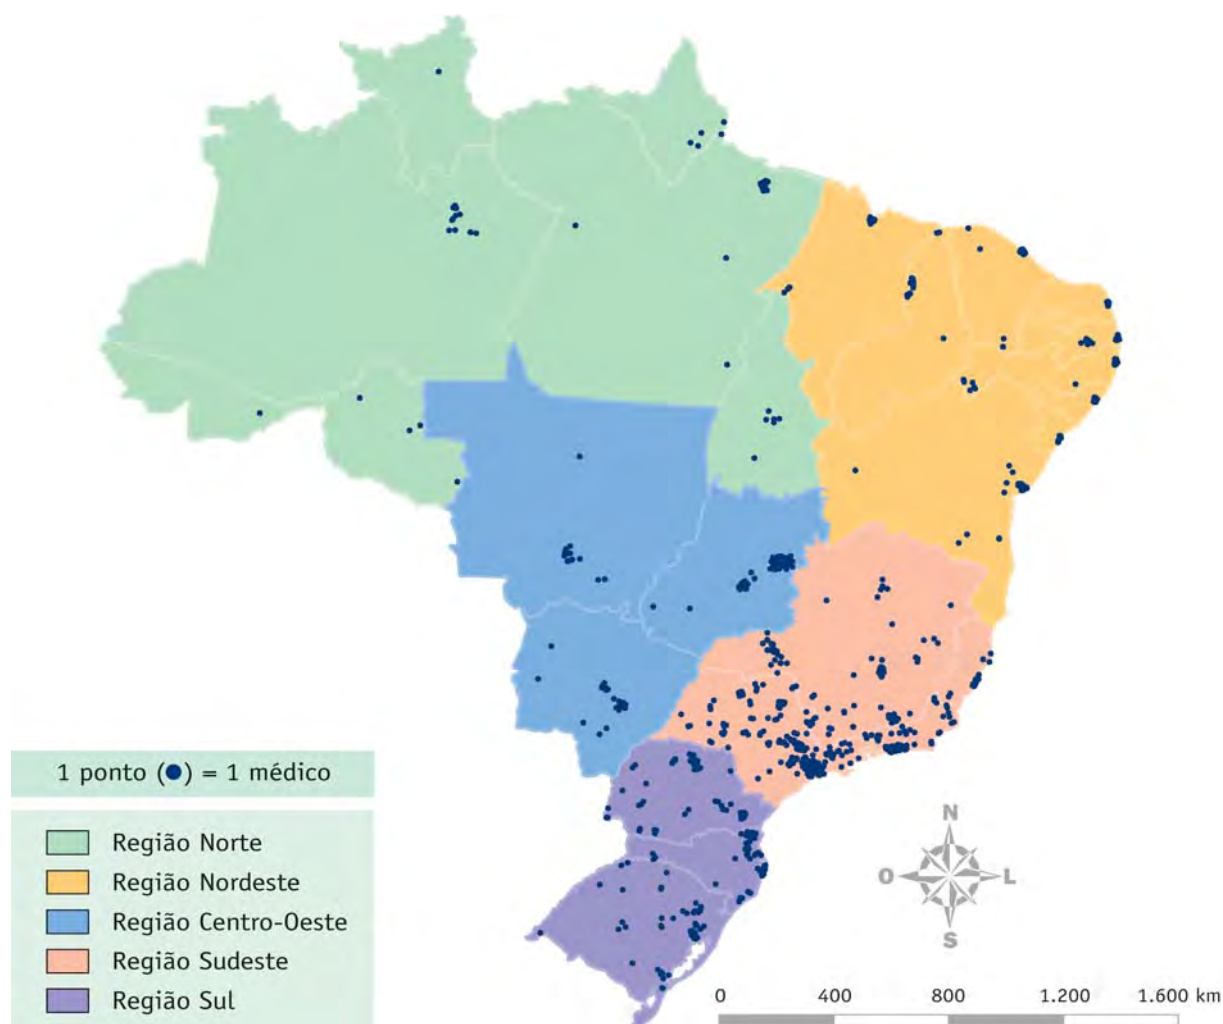 1 ponto (●) = 1 médico
Região Norte
Região Nordeste
Região Centro-Oeste
Região Sudeste
Região Sul
N
O L
S
0 400 800 1.200 1.600 km